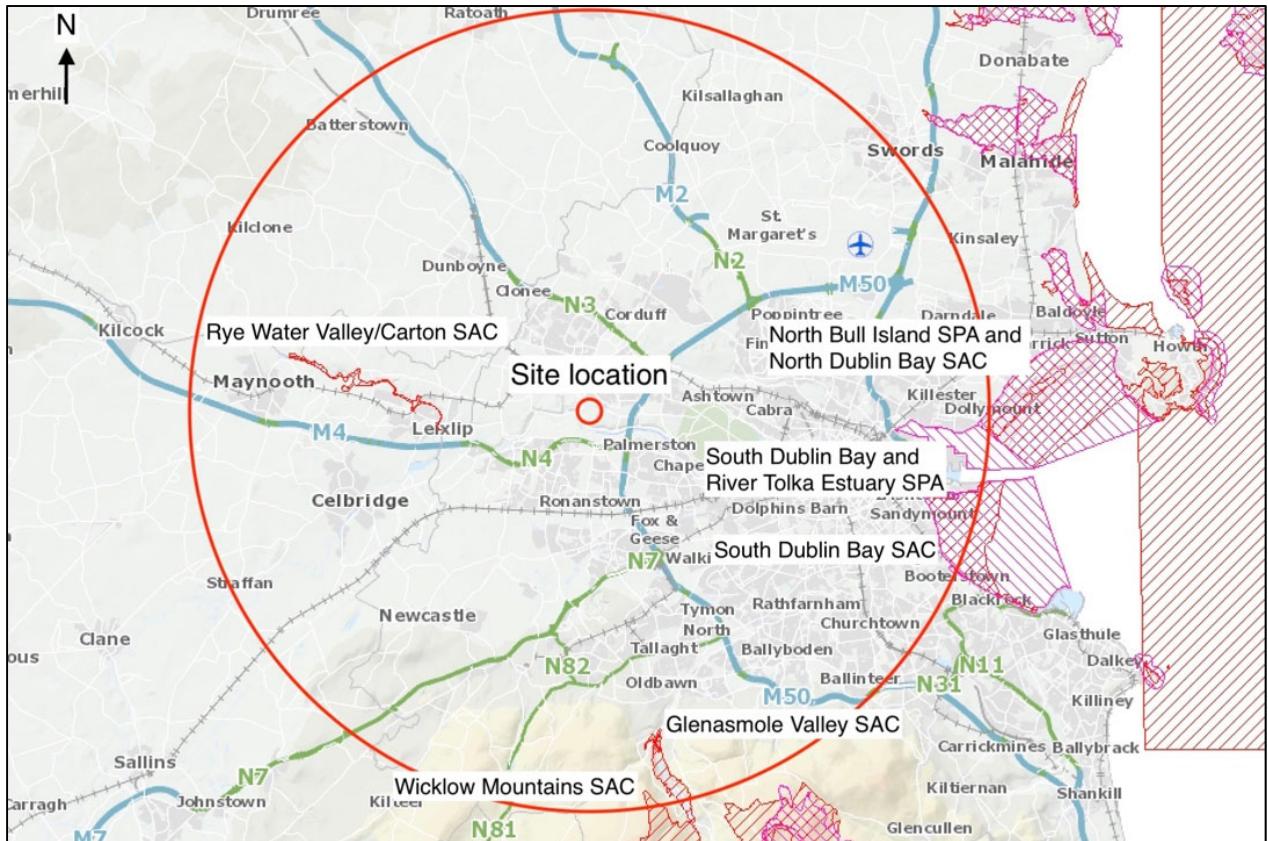 Drumree
Ratoath
N
Donabate
merhill
Kilsallaghan
Batterstown
Coolquoy
Swords
Malahide
M2
Kilclone
St.
Margaret's
Kinsaley
Dunboyne
N2
Clonee
N3
M50
Corduff
Poppintree
Darndale
Baldoyle
Kilcock
Rye Water Valley/Carton SAC
Fin
North Bull Island SPA and
North Dublin Bay SAC
rrick
Sutton
Howth
Maynooth
Site location
Ashtown
Cabra
Killester
Dollymount
M4
Leixlip
N4
Palmerston
Chape
South Dublin Bay and
River Tolka Estuary SPA
Celbridge
Ronanstown
Dolphins Barn
Sandymount
Fox &
Geese
Walki
South Dublin Bay SAC
N7
Booterstown
Straffan
Blackrock
Newcastle
Tymon
North
Rathfarnham
Churchtown
Clane
Glasthule
ous
Tallaght
Ballyboden
Dalkey
N82
N11
Oldbawn
Ballinteer
N31
M50
Killiney
Glenasmole Valley SAC
Carrickmines
Ballybrack
Sallins
N7
Wicklow Mountains SAC
Carragh
Johnstown
Kilteel
Kiltiernan
Shankill
M7
N81
Glencullen